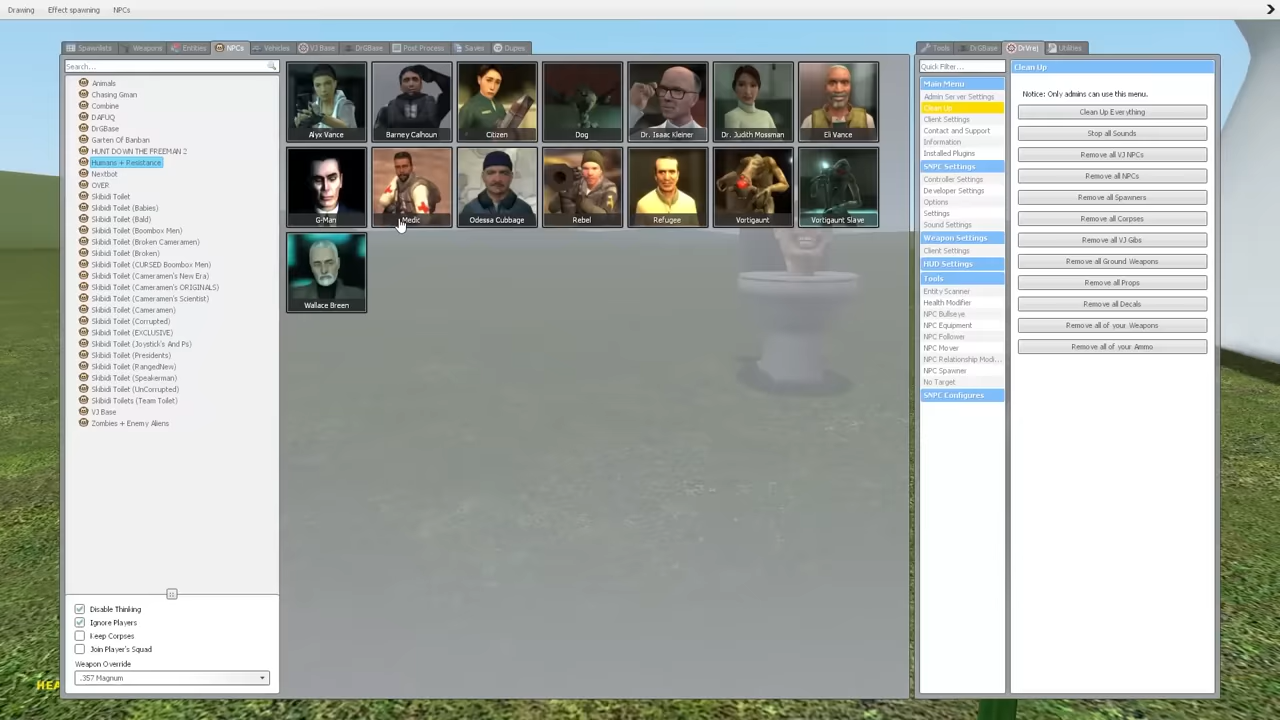 Drawing Effect spawning NPCs
Spawnlists Weapons Entities NPCs Vehicles VJ Base DrGBase Post Process Saves Dupes
Search...
Animals
Chasing Gman
Combine
DAFUQ
DrGBase
Garten Of Banban
HUNT DOWN THE FREEMAN 2
Humans + Resistance
Nextbot
OVER
Skibidi Toilet
Skibidi Toilet (Babies)
Skibidi Toilet (Bald)
Skibidi Toilet (Boombox Men)
Skibidi Toilet (Broken Cameramen)
Skibidi Toilet (Broken)
Skibidi Toilet (CURSED Boombox Men)
Skibidi Toilet (Cameramen's New Era)
Skibidi Toilet (Cameramen's ORIGINALS)
Skibidi Toilet (Cameramen's Scientist)
Skibidi Toilet (Cameramen)
Skibidi Toilet (Corrupted)
Skibidi Toilet (EXCLUSIVE)
Skibidi Toilet (Joystick's And Ps)
Skibidi Toilet (Presidents)
Skibidi Toilet (RangedNew)
Skibidi Toilet (Speakerman)
Skibidi Toilet (UnCorrupted)
Skibidi Toilets (Team Toilet)
VJ Base
Zombies + Enemy Aliens
Disable Thinking
Ignore Players
Keep Corpses
Join Player's Squad
Weapon Override
.357 Magnum
HEA
Alyx Vance Barney Calhoun Citizen Dog Dr. Isaac Kleiner Dr. Judith Mossman Eli Vance
G-Man Medic Odessa Cubbage Rebel Refugee Vortigaunt Vortigaunt Slave
Wallace Breen
Tools DrGBase DrVrej Utilities
Quick Filter...
Main Menu
Admin Server Settings
Clean Up
Client Settings
Contact and Support
Information
Installed Plugins
SNPC Settings
Controller Settings
Developer Settings
Options
Settings
Sound Settings
Weapon Settings
Client Settings
HUD Settings
Tools
Entity Scanner
Health Modifier
NPC Bullseye
NPC Equipment
NPC Follower
NPC Mover
NPC Relationship Modi...
NPC Spawner
No Target
SNPC Configures
Clean Up
Notice: Only admins can use this menu.
Clean Up Everything
Stop all Sounds
Remove all VJ NPCs
Remove all NPCs
Remove all Spawners
Remove all Corpses
Remove all VJ Gibs
Remove all Ground Weapons
Remove all Props
Remove all Decals
Remove all of your Weapons
Remove all of your Ammo